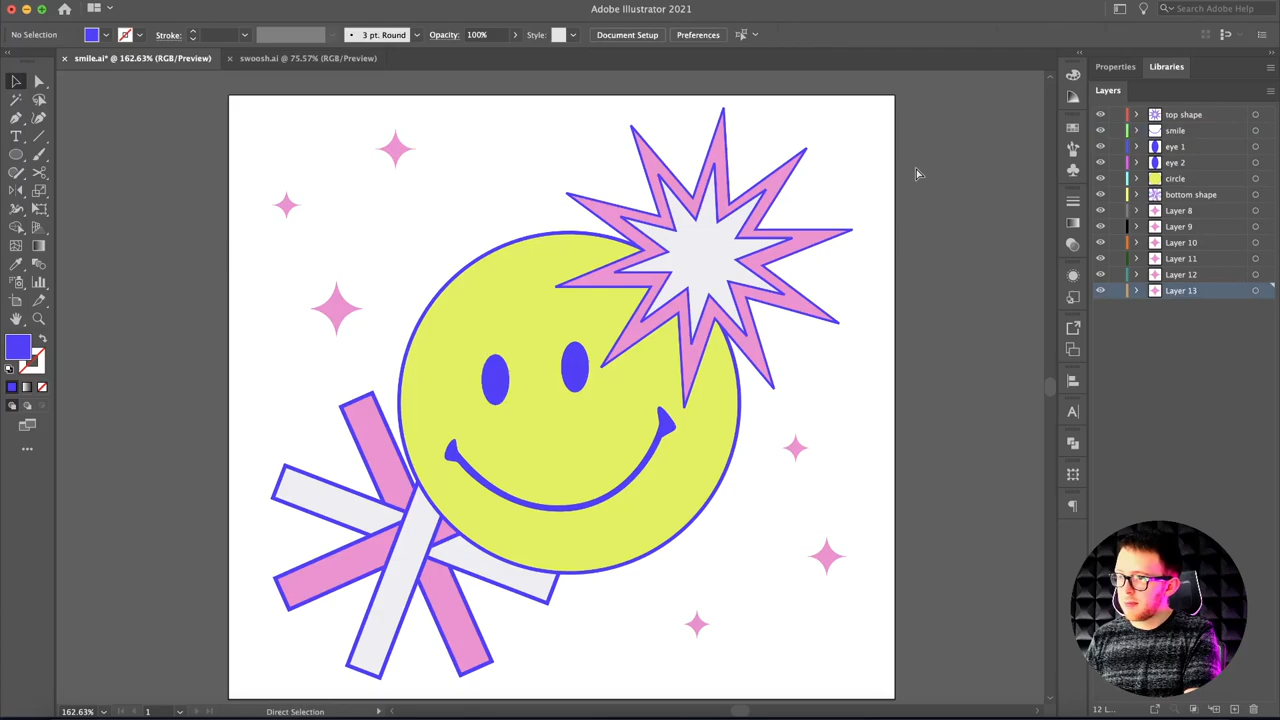 Adobe Illustrator 2021
Search Adobe Help
No Selection
Stroke:
3 pt. Round
Opacity: 100%
Style:
Document Setup
Preferences
smile.ai* @ 162.63% (RGB/Preview)
swoosh.ai @ 75.57% (RGB/Preview)
Properties
Libraries
Layers
top shape
smile
eye 1
eye 2
circle
bottom shape
Layer 8
Layer 9
Layer 10
Layer 11
Layer 12
Layer 13
162.63%
1
Direct Selection
12 L...